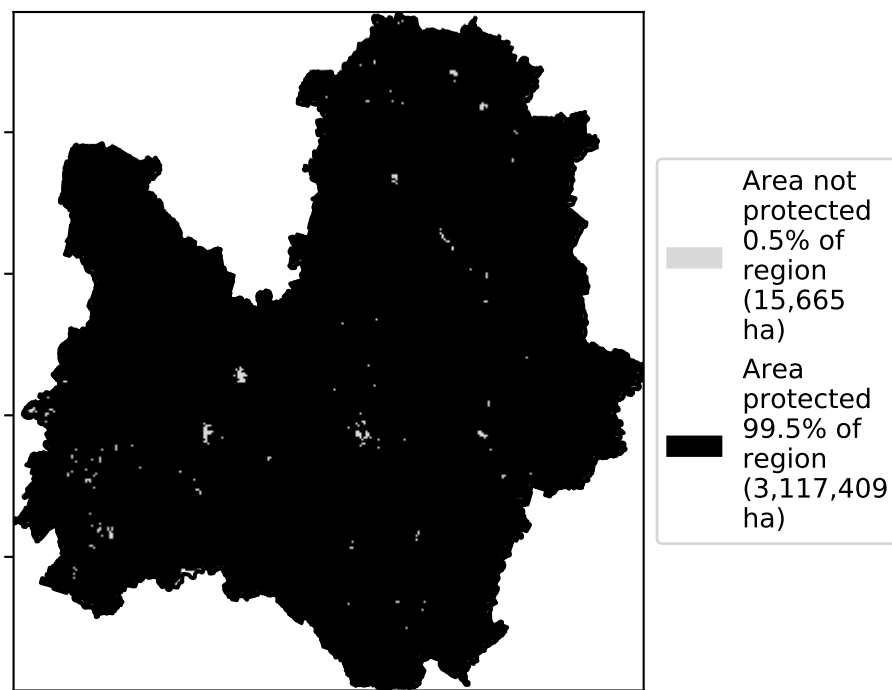 Area not
protected
0.5% of
region
(15,665
ha)
Area
protected
99.5% of
region
(3,117,409
ha)